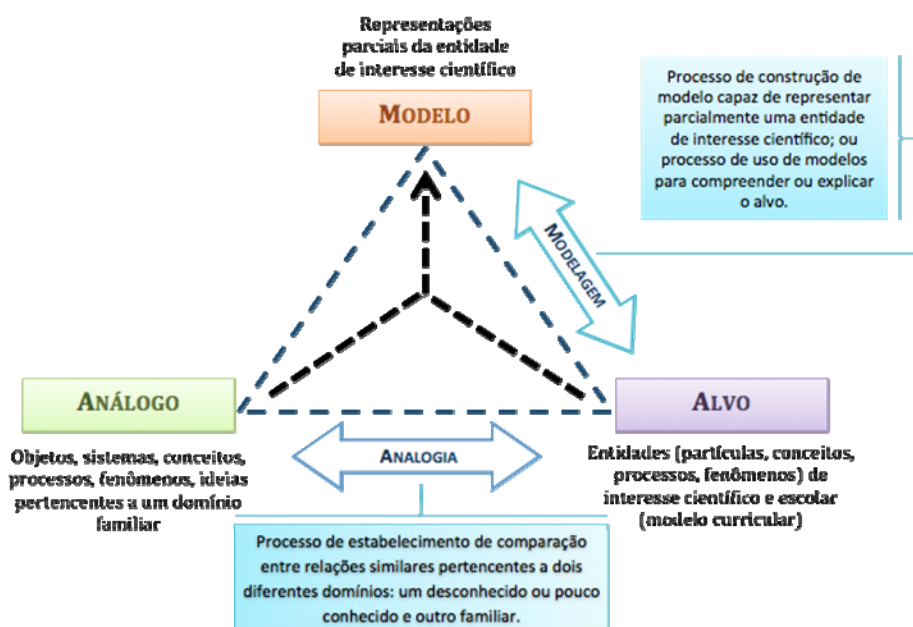 Representações
parciais da entidade
de interesse científico
MODELO
Processo de construção de
modelo capaz de representar
parcialmente uma entidade
de interesse científico; ou
processo de uso de modelos
para compreender ou explicar
o alvo.
MODELAGEM
ANÁLOGO
ALVO
Objetos, sistemas, conceitos,
processos, fenômenos, ideias
pertencentes a um domínio
familiar
ANALOGIA
Entidades (partículas, conceitos,
processos, fenômenos) de
interesse científico e escolar
(modelo curricular)
Processo de estabelecimento de comparação
entre relações similares pertencentes a dois
diferentes domínios: um desconhecido ou pouco
conhecido e outro familiar.